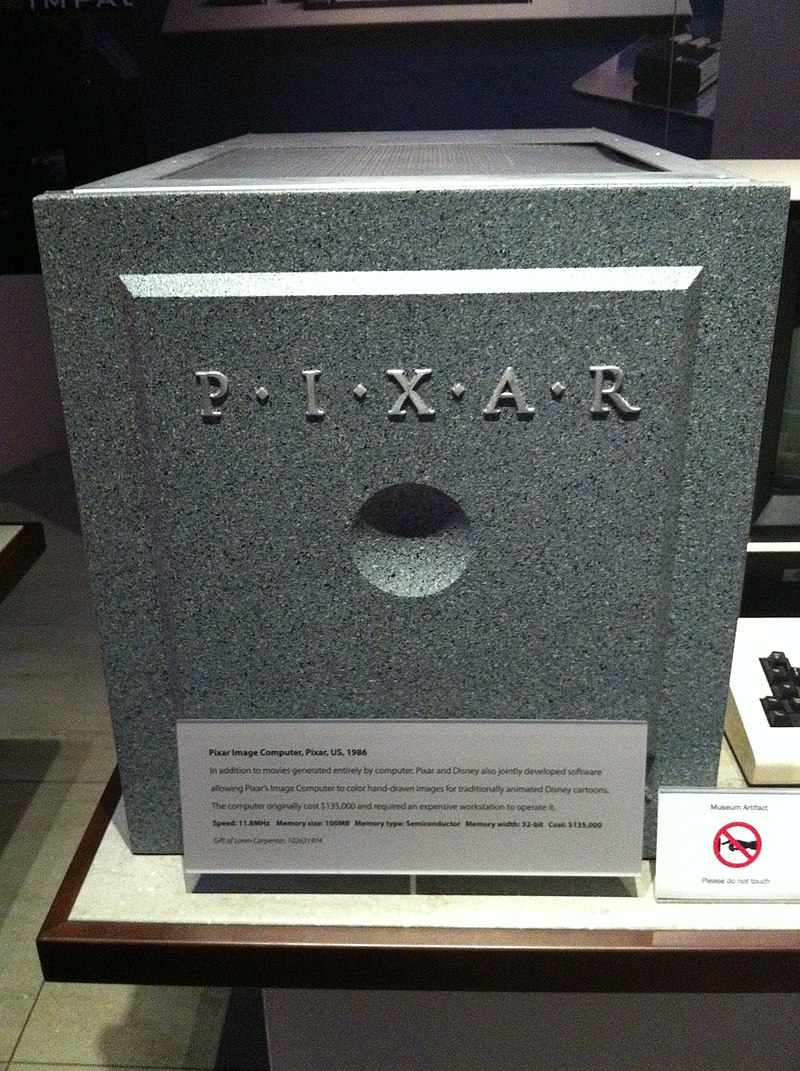 IMPAC
P·I·X·A·R
Pixar Image Computer, Pixar, US, 1986
In addition to movies generated entirely by computer, Pixar and Disney also jointly developed software
allowing Pixar's Image Computer to color hand-drawn images for traditionally animated Disney cartoons.
The computer originally cost $135,000 and required an expensive workstation to operate it.
Speed: 11.8MHz Memory size: 100MB Memory type: Semiconductor Memory width: 32-bit Cost: $135,000
Gift of Loren Carpenter, 102621974
Museum Artifact
Please do not touch